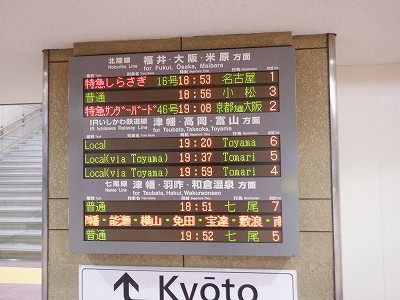 北陸線 福井・大阪・米原 方面
Hokuriku Line for Fukui, Osaka, Maibara
特急しらさぎ 16号 18:53 名古屋 1
普通 18:56 小松 3
特急サンダーバード 46号 19:08 京都方面大阪 2
IRいしかわ鉄道線 津幡・高岡・富山 方面
IR Ishikawa Railway Line for Tsubata, Takaoka, Toyama
Local 19:20 Toyama 6
Local(via Toyama) 19:37 Tomari 5
Local(via Toyama) 19:59 Tomari 4
七尾線 津幡・羽咋・和倉温泉 方面
Nanao Line for Tsubata, Hakui, Wakuraonsen
普通 18:51 七尾 7
幡・能瀬・横山・免田・宝達・敷浪・南
普通 19:52 七尾 5
↑ Kyōto